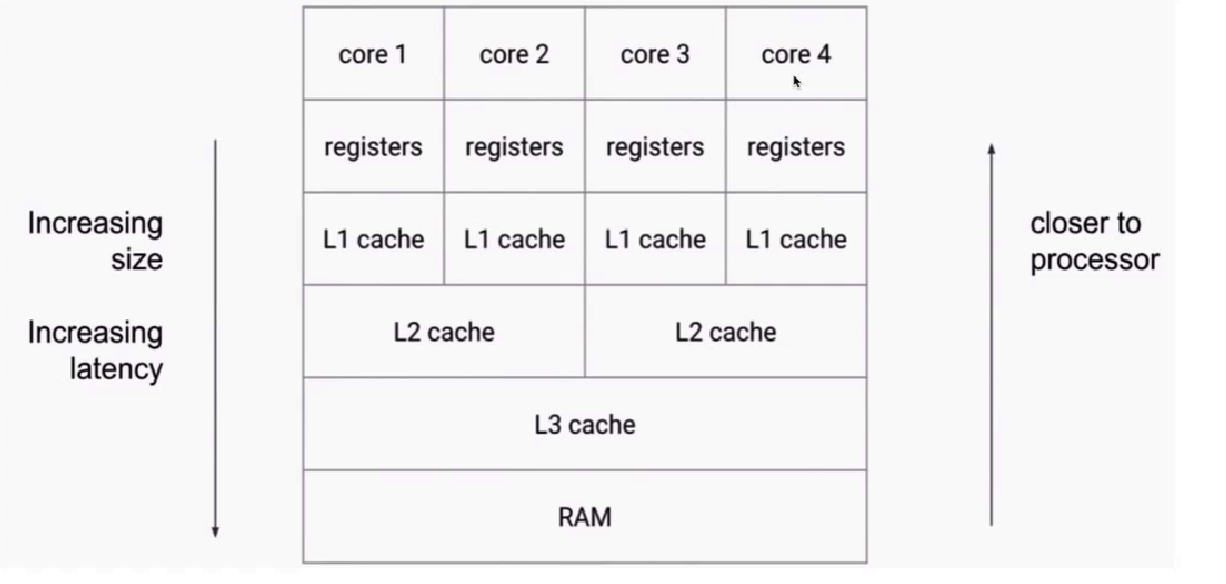 core 1 core 2 core 3 core 4
registers registers registers registers
Increasing
size
L1 cache L1 cache L1 cache L1 cache
closer to
processor
Increasing
latency
L2 cache L2 cache
L3 cache
RAM